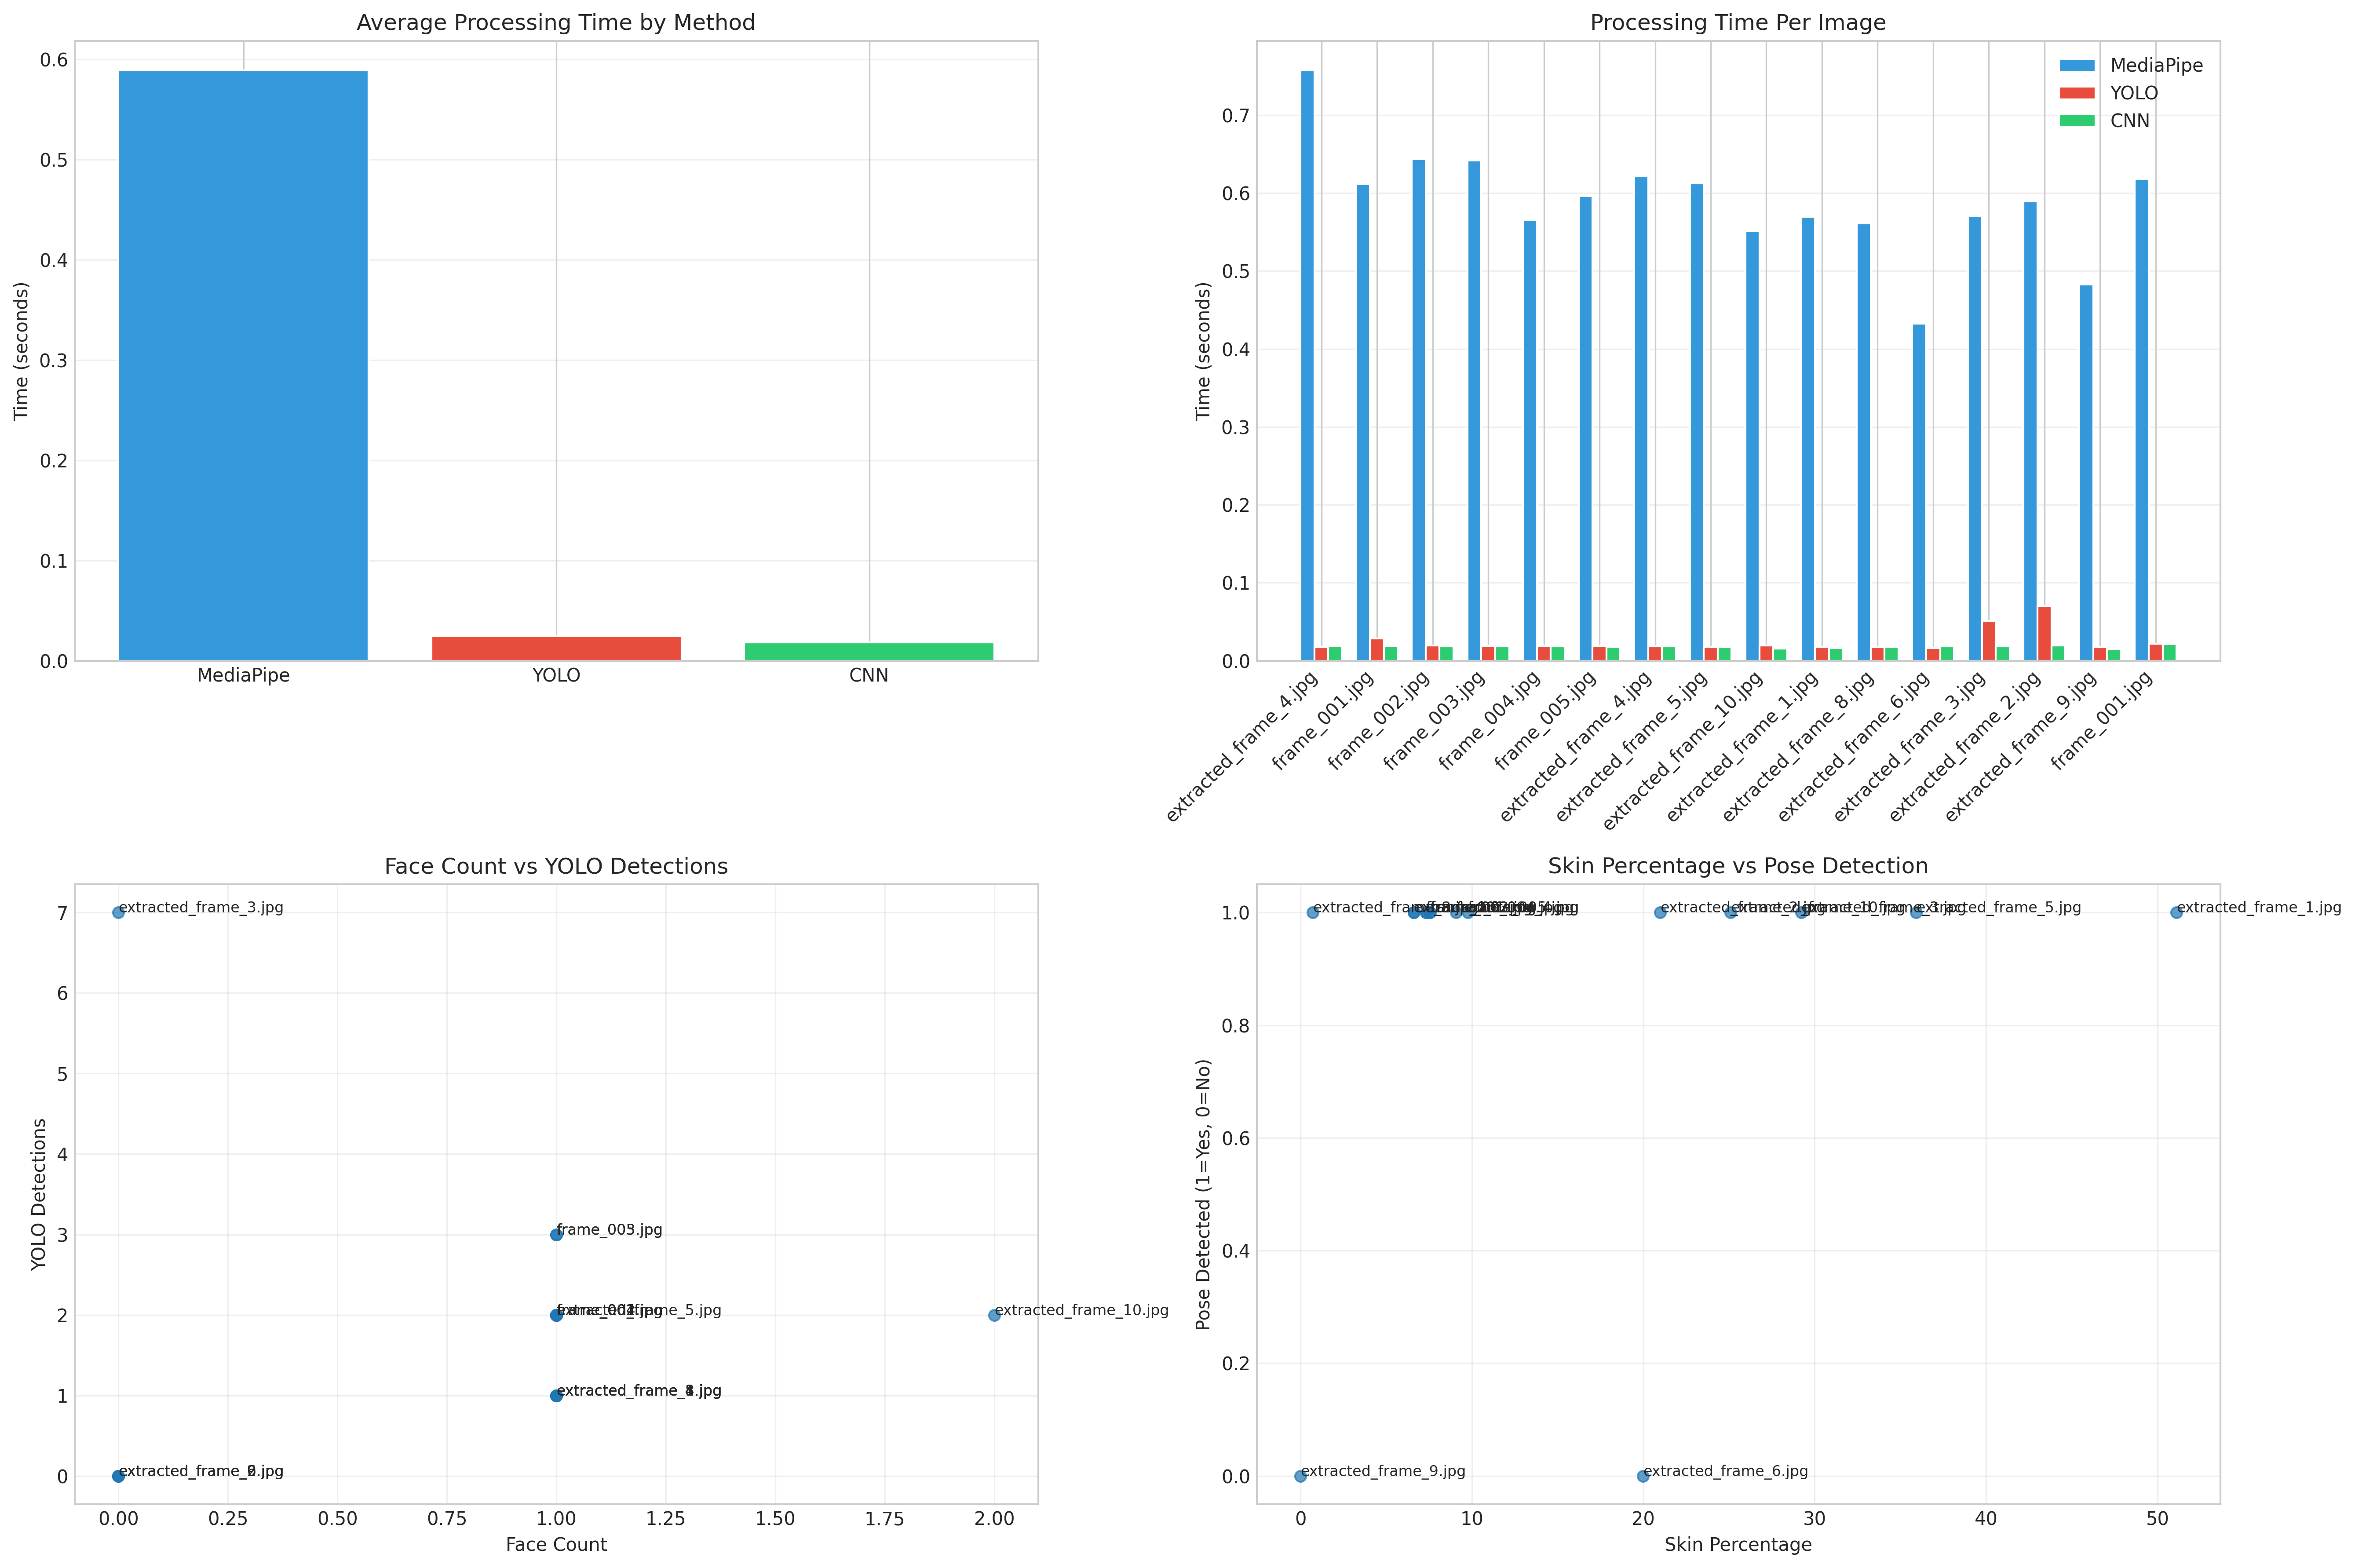 Average Processing Time by Method
Time (seconds)
0.6
0.5
0.4
0.3
0.2
0.1
0.0
MediaPipe YOLO CNN
Processing Time Per Image
Time (seconds)
MediaPipe
YOLO
CNN
0.7
0.6
0.5
0.4
0.3
0.2
0.1
0.0
extracted_frame_4.jpg
frame_001.jpg
frame_002.jpg
frame_003.jpg
frame_004.jpg
frame_005.jpg
extracted_frame_4.jpg
extracted_frame_5.jpg
extracted_frame_10.jpg
extracted_frame_1.jpg
extracted_frame_8.jpg
extracted_frame_6.jpg
extracted_frame_3.jpg
extracted_frame_2.jpg
extracted_frame_9.jpg
frame_001.jpg
Face Count vs YOLO Detections
YOLO Detections
7
6
5
4
3
2
1
0
extracted_frame_3.jpg
extracted_frame_10.jpg
0.00 0.25 0.50 0.75 1.00 1.25 1.50 1.75 2.00
Face Count
Skin Percentage vs Pose Detection
Pose Detected (1=Yes, 0=No)
1.0
0.8
0.6
0.4
0.2
0.0
extracted_frame_5.jpg
extracted_frame_1.jpg
extracted_frame_9.jpg
extracted_frame_6.jpg
0 10 20 30 40 50
Skin Percentage